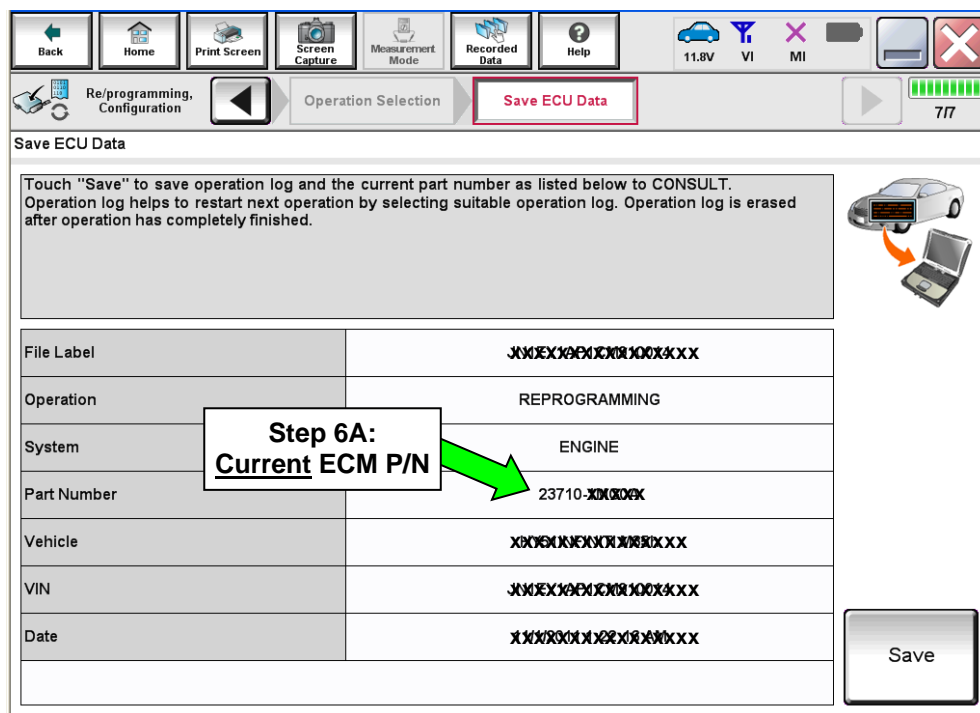 Back
Home
Print Screen
Screen
Capture
Measurement
Mode
Recorded
Data
Help
11.8V
VI
MI
Re/programming,
Configuration
Operation Selection
Save ECU Data
7/7
Save ECU Data
Touch "Save" to save operation log and the current part number as listed below to CONSULT.
Operation log helps to restart next operation by selecting suitable operation log. Operation log is erased
after operation has completely finished.
File Label
Operation
REPROGRAMMING
Step 6A:
Current ECM P/N
System
ENGINE
Part Number
23710-
Vehicle
VIN
Date
Save